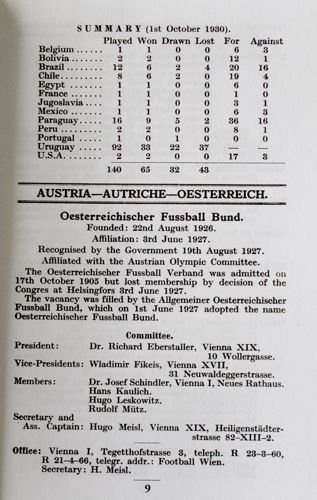 SUMMARY (1st October 1930).
Played Won Drawn Lost For Against
Belgium ...... 1 1 0 0 6 3
Bolivia ...... 2 2 0 0 12 1
Brazil ....... 12 6 2 4 20 16
Chile ........ 8 6 2 0 19 4
Egypt ........ 1 1 0 0 6 0
France ....... 1 1 0 0 1 0
Jugoslavia ... 1 1 0 0 3 1
Mexico ....... 1 1 0 0 6 3
Paraguay ..... 16 9 5 2 36 16
Peru ......... 2 2 0 0 8 1
Portugal ..... 1 0 1 0 0 0
Uruguay ...... 92 33 22 37 — —
U.S.A. ....... 2 2 0 0 17 3
140 65 32 43
AUSTRIA—AUTRICHE—OESTERREICH.
Oesterreichischer Fussball Bund.
Founded: 22nd August 1926.
Affiliation: 3rd June 1927.
Recognised by the Government 19th August 1927.
Affiliated with the Austrian Olympic Committee.
The Oesterreichischer Fussball Verband was admitted on
17th October 1905 but lost membership by decision of the
Congres at Helsingfors 3rd June 1927.
The vacancy was filled by the Allgemeiner Oesterreichischer
Fussball Bund, which on 1st June 1927 adopted the name
Oesterreichischer Fussball Bund.
Committee.
President: Dr. Richard Eberstaller, Vienna XIX,
10 Wollergasse.
Vice-Presidents: Wladimir Fikeis, Vienna XVII,
31 Neuwaldeggerstrasse.
Members: Dr. Josef Schindler, Vienna I, Neues Rathaus.
Hans Kaulich.
Hugo Leskowitz.
Rudolf Mütz.
Secretary and
Ass. Captain: Hugo Meisl, Vienna XIX, Heiligenstädter-
strasse 82-XIII-2.
Office: Vienna I, Tegetthofstrasse 3, teleph. R 23-3-60,
R 21-4-66, telegr. addr.: Football Wien.
Secretary: H. Meisl.
9